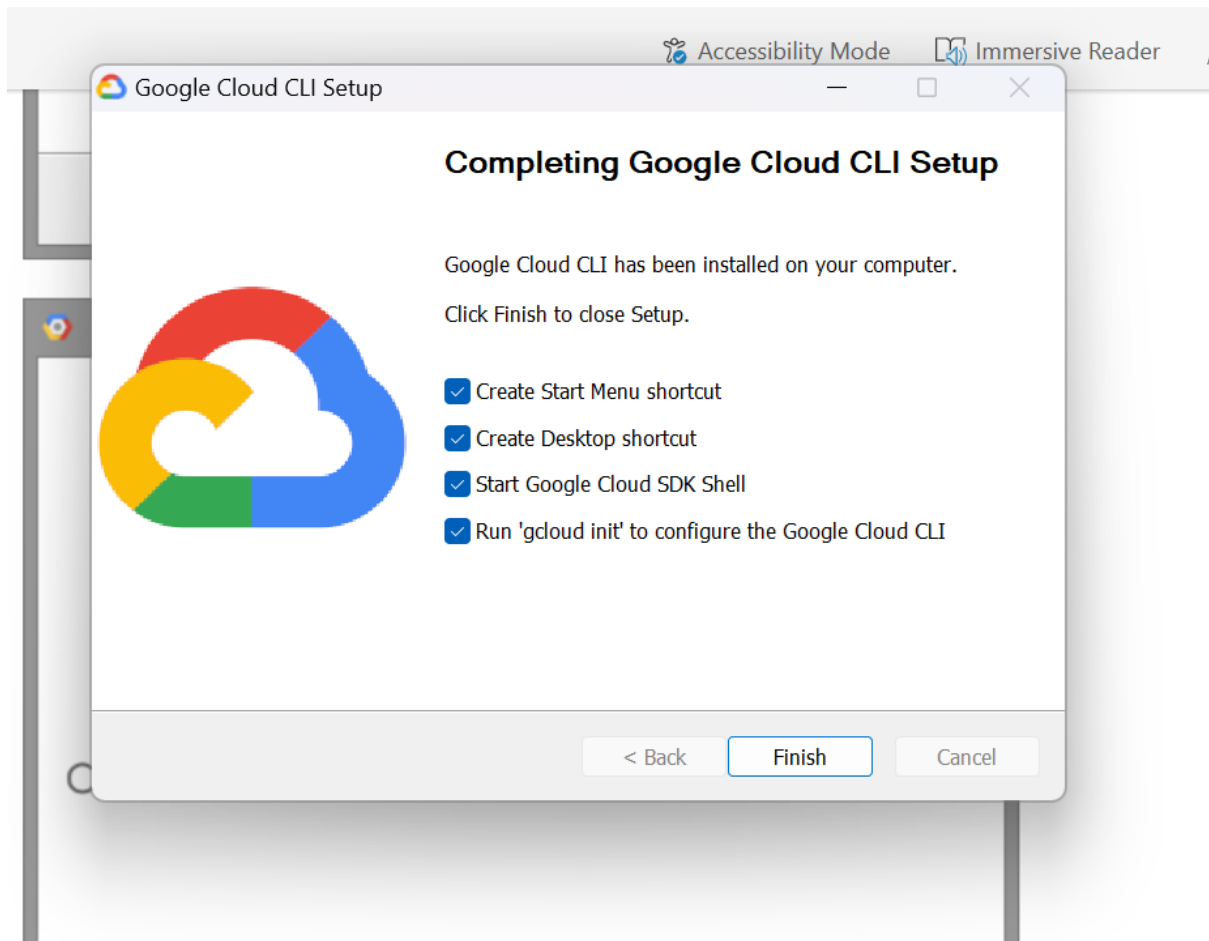 Accessibility Mode Immersive Reader
Google Cloud CLI Setup
Completing Google Cloud CLI Setup
Google Cloud CLI has been installed on your computer.
Click Finish to close Setup.
Create Start Menu shortcut
Create Desktop shortcut
Start Google Cloud SDK Shell
Run 'gcloud init' to configure the Google Cloud CLI
< Back Finish Cancel